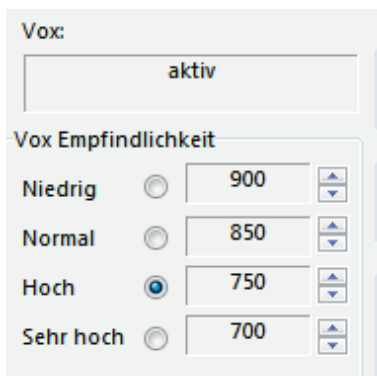 Vox:
aktiv
Vox Empfindlichkeit
Niedrig 900
Normal 850
Hoch 750
Sehr hoch 700